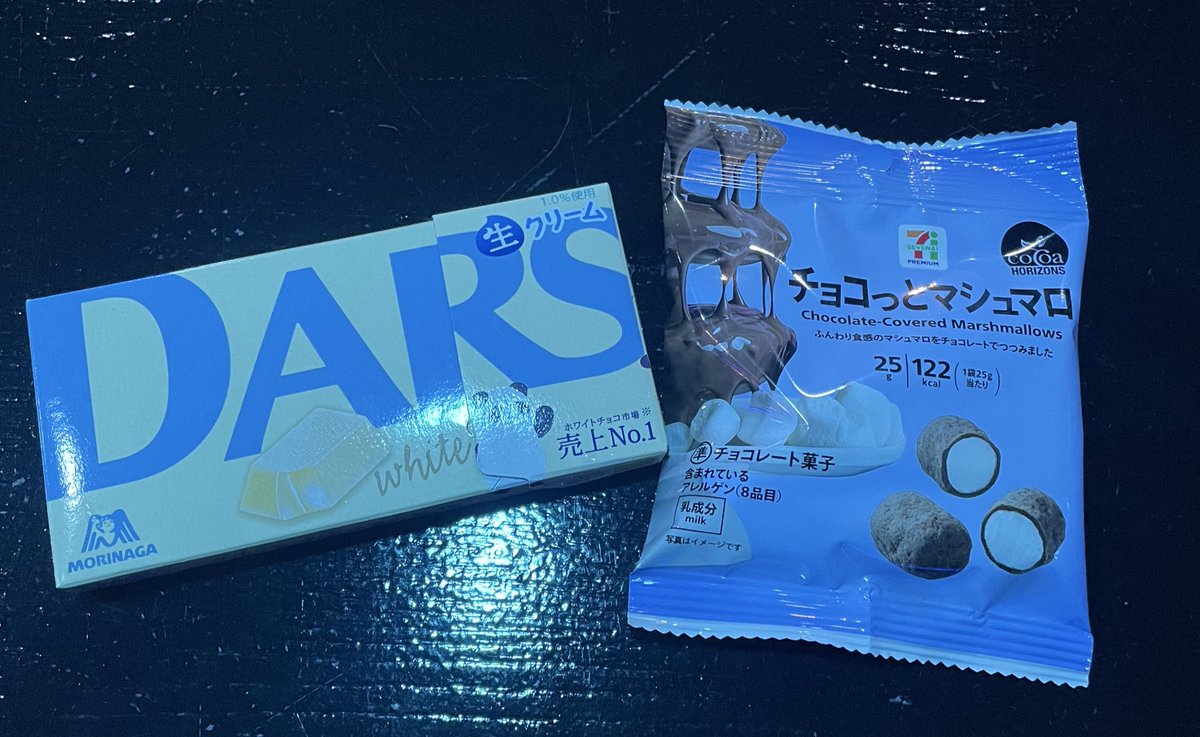 1.0%使用
生クリーム
DARS
white
ホワイトチョコ市場※
売上No.1
MORINAGA
7
SEVEN&i
PREMIUM
cocoa
HORIZONS
チョコっとマシュマロ
Chocolate-Covered Marshmallows
ふんわり食感のマシュマロをチョコレートでつつみました
25g 122kcal (1袋25g当たり)
準チョコレート菓子
含まれている
アレルゲン(8品目)
乳成分
milk
写真はイメージです